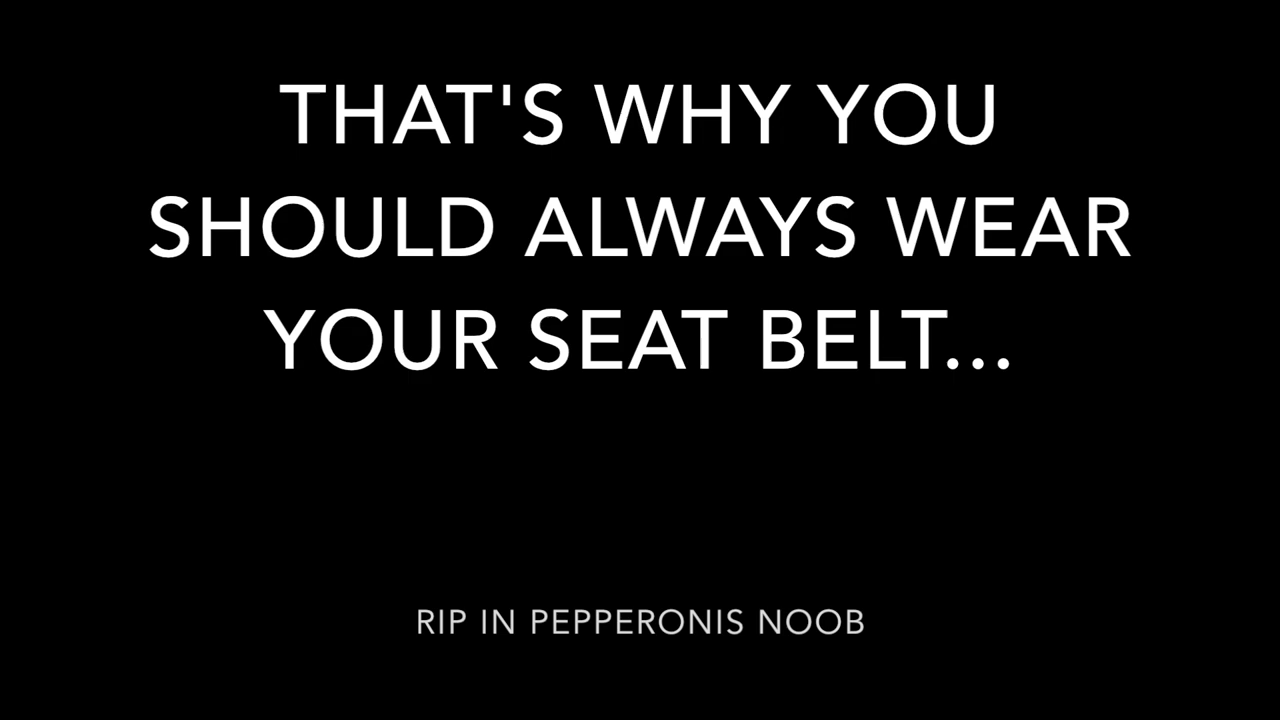 THAT'S WHY YOU
SHOULD ALWAYS WEAR
YOUR SEAT BELT...
RIP IN PEPPERONIS NOOB